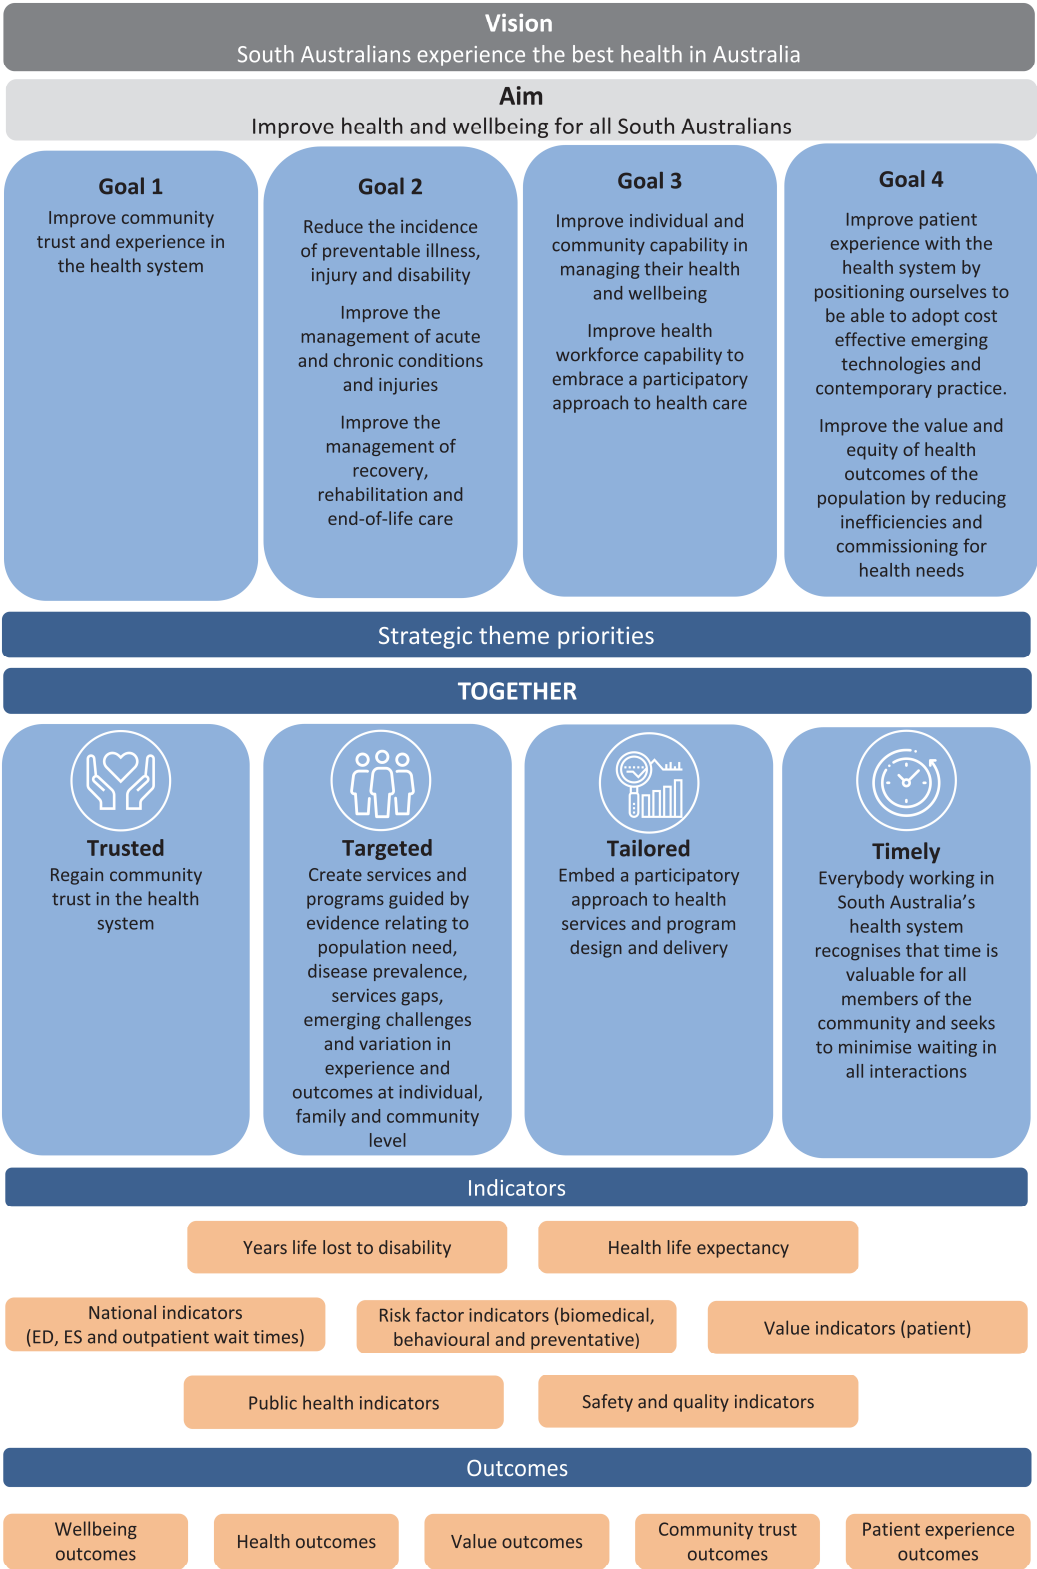 Vision
South Australians experience the best health in Australia
Aim
Improve health and wellbeing for all South Australians
Goal 1
Improve community
trust and experience in
the health system
Goal 2
Reduce the incidence
of preventable illness,
injury and disability
Improve the
management of acute
and chronic conditions
and injuries
Improve the
management of
recovery,
rehabilitation and
end-of-life care
Goal 3
Improve individual and
community capability in
managing their health
and wellbeing
Improve health
workforce capability to
embrace a participatory
approach to health care
Goal 4
Improve patient
experience with the
health system by
positioning ourselves to
be able to adopt cost
effective emerging
technologies and
contemporary practice.
Improve the value and
equity of health
outcomes of the
population by reducing
inefficiencies and
commissioning for
health needs
Strategic theme priorities
TOGETHER
Trusted
Regain community
trust in the health
system
Targeted
Create services and
programs guided by
evidence relating to
population need,
disease prevalence,
services gaps,
emerging challenges
and variation in
experience and
outcomes at individual,
family and community
level
Tailored
Embed a participatory
approach to health
services and program
design and delivery
Timely
Everybody working in
South Australia’s
health system
recognises that time is
valuable for all
members of the
community and seeks
to minimise waiting in
all interactions
Indicators
Years life lost to disability
Health life expectancy
National indicators
(ED, ES and outpatient wait times)
Risk factor indicators (biomedical,
behavioural and preventative)
Value indicators (patient)
Public health indicators
Safety and quality indicators
Outcomes
Wellbeing
outcomes
Health outcomes
Value outcomes
Community trust
outcomes
Patient experience
outcomes